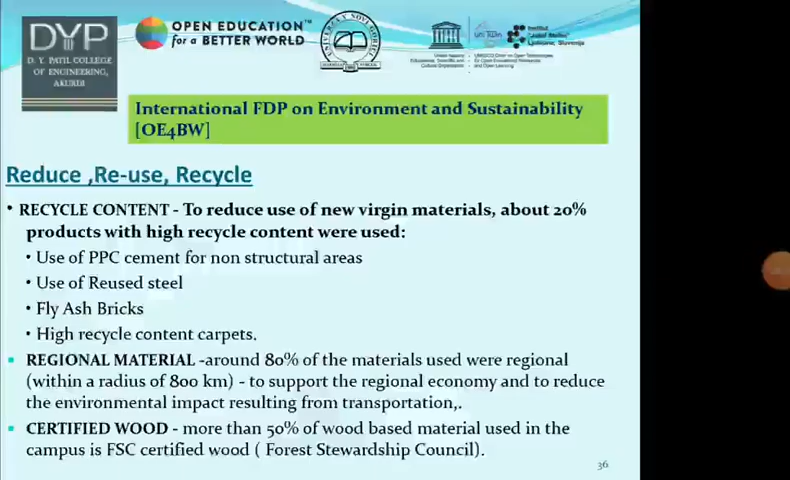 DYP
D. Y. PATIL COLLEGE
OF ENGINEERING,
AKURDI
OPEN EDUCATION™
for a BETTER WORLD
International FDP on Environment and Sustainability
[OE4BW]
Reduce ,Re-use, Recycle
• RECYCLE CONTENT - To reduce use of new virgin materials, about 20%
products with high recycle content were used:
• Use of PPC cement for non structural areas
• Use of Reused steel
• Fly Ash Bricks
• High recycle content carpets.
▪ REGIONAL MATERIAL -around 80% of the materials used were regional
(within a radius of 800 km) - to support the regional economy and to reduce
the environmental impact resulting from transportation,.
▪ CERTIFIED WOOD - more than 50% of wood based material used in the
campus is FSC certified wood ( Forest Stewardship Council).
36